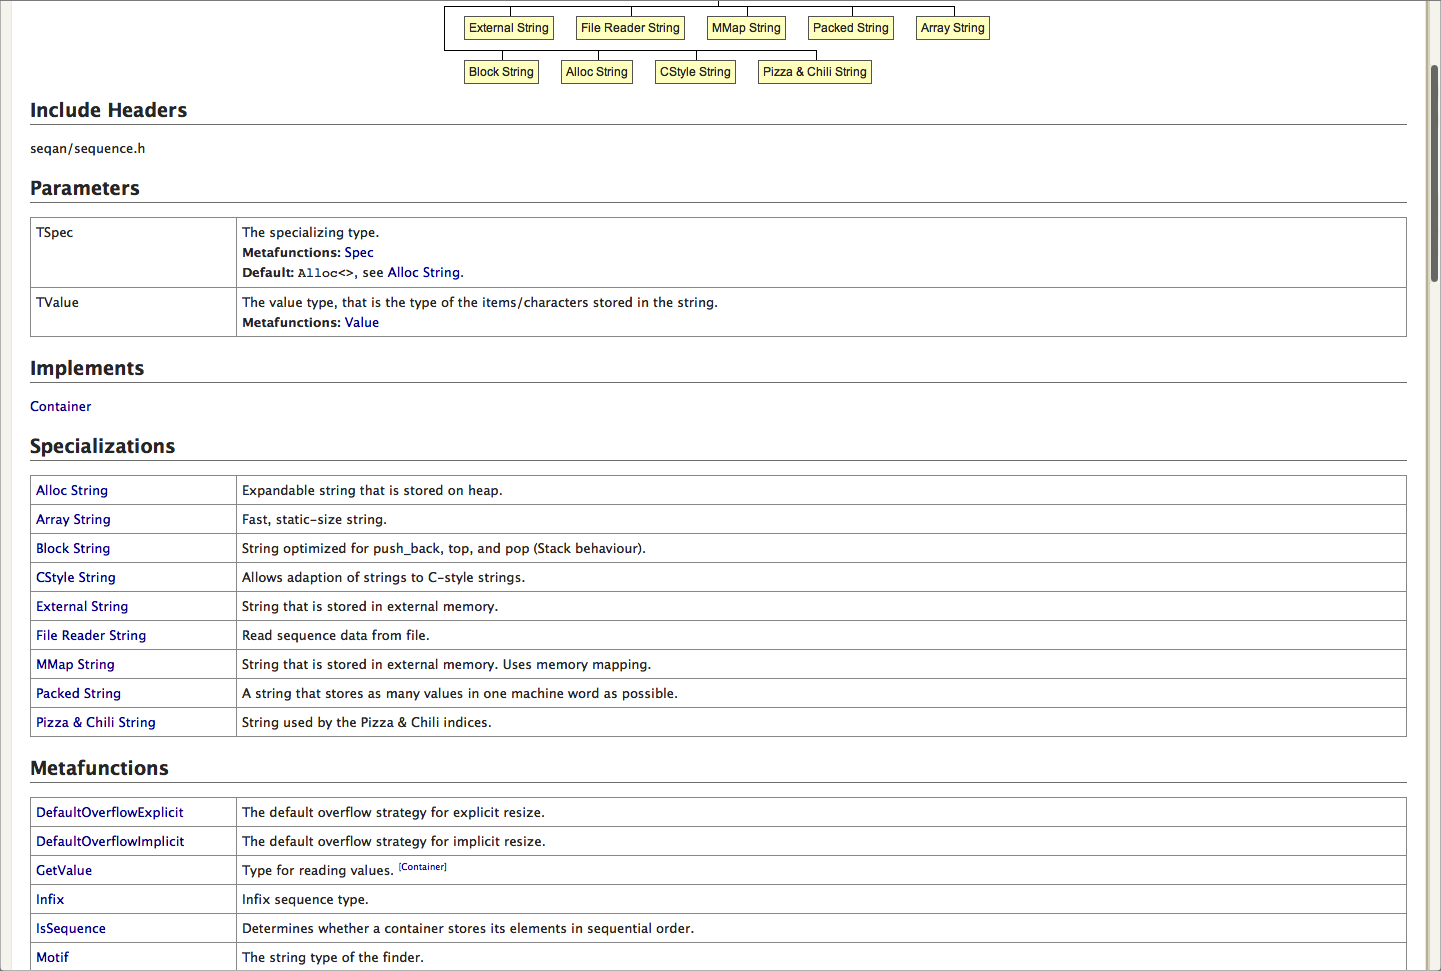 External String File Reader String MMap String Packed String Array String
Block String Alloc String CStyle String Pizza & Chili String
Include Headers
seqan/sequence.h
Parameters
TSpec The specializing type.
Metafunctions: Spec
Default: Alloc<>, see Alloc String.
TValue The value type, that is the type of the items/characters stored in the string.
Metafunctions: Value
Implements
Container
Specializations
Alloc String Expandable string that is stored on heap.
Array String Fast, static-size string.
Block String String optimized for push_back, top, and pop (Stack behaviour).
CStyle String Allows adaption of strings to C-style strings.
External String String that is stored in external memory.
File Reader String Read sequence data from file.
MMap String String that is stored in external memory. Uses memory mapping.
Packed String A string that stores as many values in one machine word as possible.
Pizza & Chili String String used by the Pizza & Chili indices.
Metafunctions
DefaultOverflowExplicit The default overflow strategy for explicit resize.
DefaultOverflowImplicit The default overflow strategy for implicit resize.
GetValue Type for reading values. [Container]
Infix Infix sequence type.
IsSequence Determines whether a container stores its elements in sequential order.
Motif The string type of the finder.